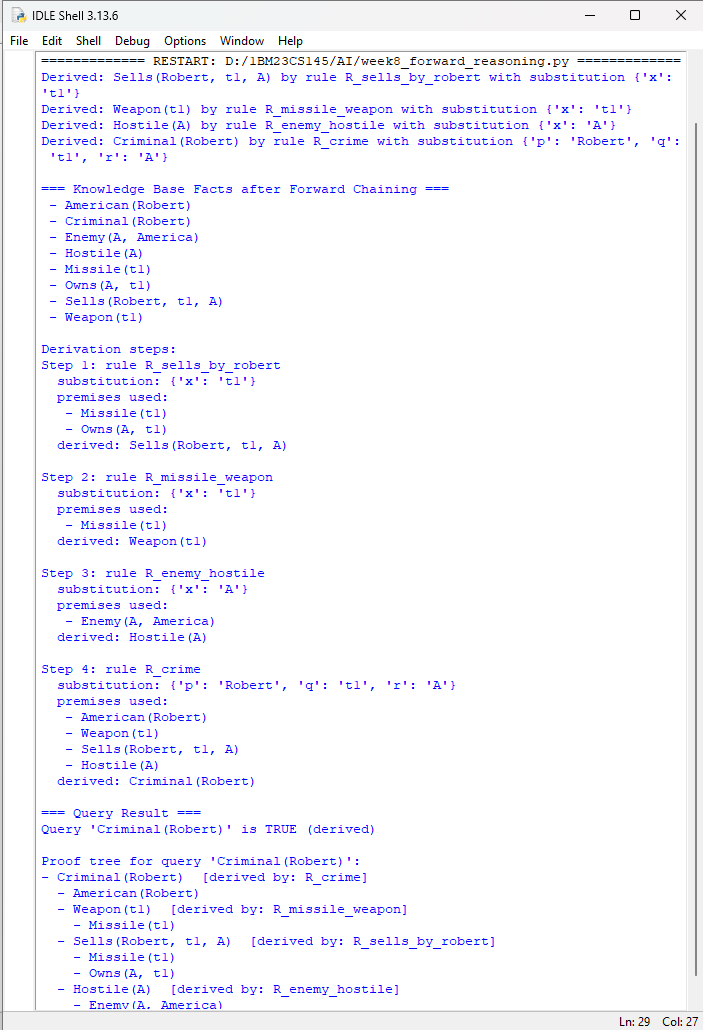 IDLE Shell 3.13.6
File Edit Shell Debug Options Window Help
============= RESTART: D:/1BM23CS145/AI/week8_forward_reasoning.py =============
Derived: Sells(Robert, t1, A) by rule R_sells_by_robert with substitution {'x':
't1'}
Derived: Weapon(t1) by rule R_missile_weapon with substitution {'x': 't1'}
Derived: Hostile(A) by rule R_enemy_hostile with substitution {'x': 'A'}
Derived: Criminal(Robert) by rule R_crime with substitution {'p': 'Robert', 'q':
 't1', 'r': 'A'}

=== Knowledge Base Facts after Forward Chaining ===
 - American(Robert)
 - Criminal(Robert)
 - Enemy(A, America)
 - Hostile(A)
 - Missile(t1)
 - Owns(A, t1)
 - Sells(Robert, t1, A)
 - Weapon(t1)

Derivation steps:
Step 1: rule R_sells_by_robert
  substitution: {'x': 't1'}
  premises used:
   - Missile(t1)
   - Owns(A, t1)
  derived: Sells(Robert, t1, A)

Step 2: rule R_missile_weapon
  substitution: {'x': 't1'}
  premises used:
   - Missile(t1)
  derived: Weapon(t1)

Step 3: rule R_enemy_hostile
  substitution: {'x': 'A'}
  premises used:
   - Enemy(A, America)
  derived: Hostile(A)

Step 4: rule R_crime
  substitution: {'p': 'Robert', 'q': 't1', 'r': 'A'}
  premises used:
   - American(Robert)
   - Weapon(t1)
   - Sells(Robert, t1, A)
   - Hostile(A)
  derived: Criminal(Robert)

=== Query Result ===
Query 'Criminal(Robert)' is TRUE (derived)

Proof tree for query 'Criminal(Robert)':
- Criminal(Robert)  [derived by: R_crime]
  - American(Robert)
  - Weapon(t1)  [derived by: R_missile_weapon]
    - Missile(t1)
  - Sells(Robert, t1, A)  [derived by: R_sells_by_robert]
    - Missile(t1)
    - Owns(A, t1)
  - Hostile(A)  [derived by: R_enemy_hostile]
    - Enemy(A, America)
Ln: 29 Col: 27